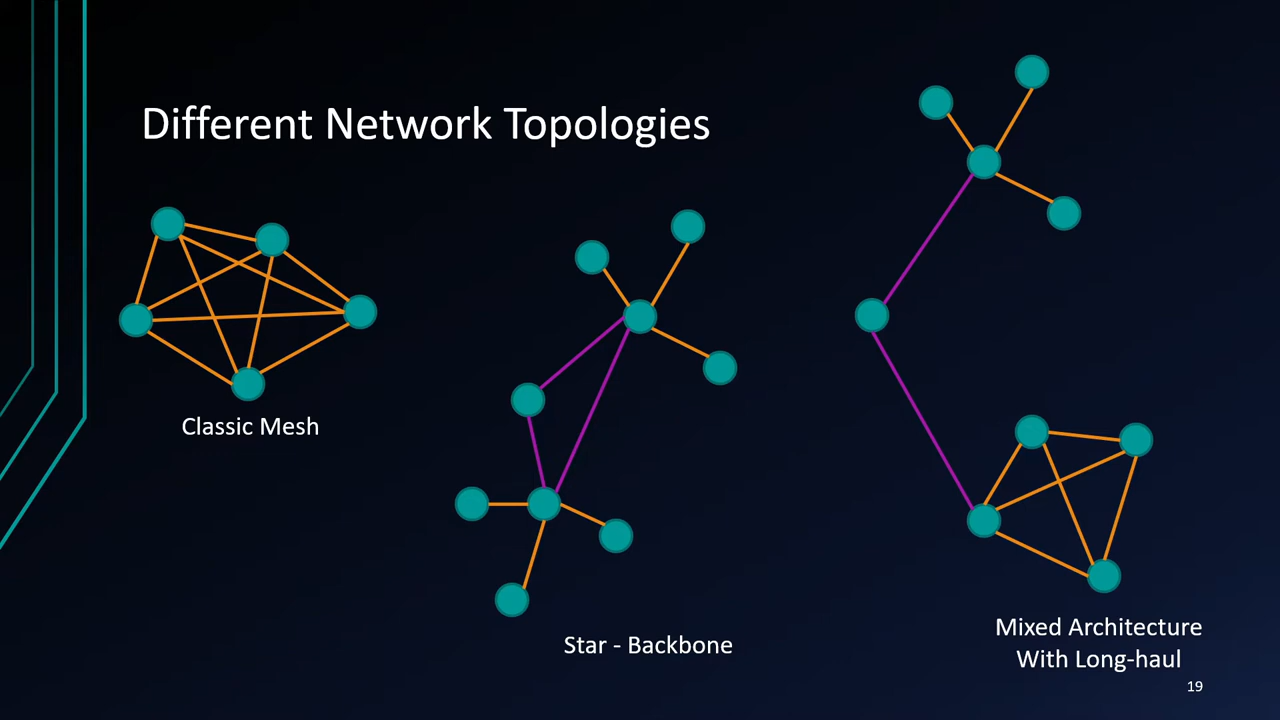 Different Network Topologies
Classic Mesh
Star - Backbone
Mixed Architecture
With Long-haul
19